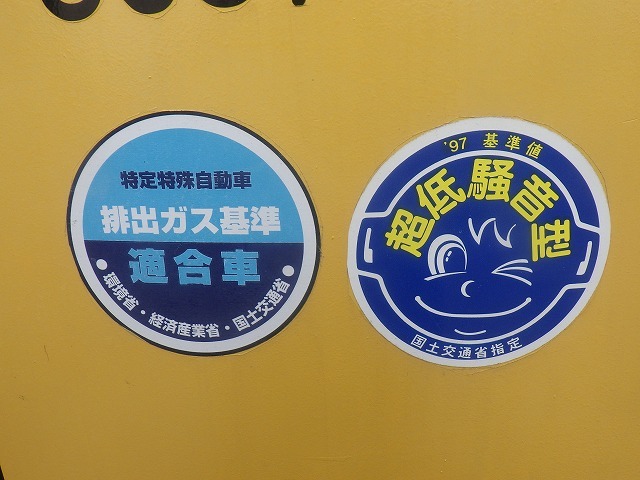 特定特殊自動車
排出ガス基準
適合車
●環境省・経済産業省・国土交通省●
'97 基準値
超低騒音型
国土交通省指定